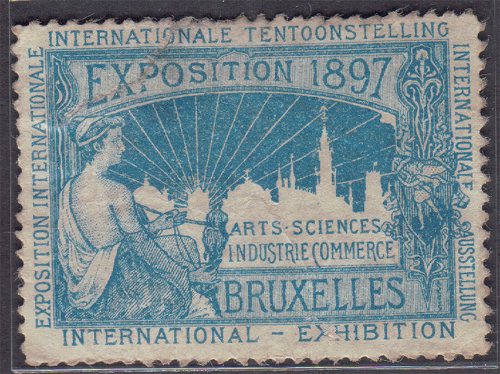 INTERNATIONALE TENTOONSTELLING
EXPOSITION 1897
ARTS-SCIENCES
INDUSTRIE COMMERCE
BRUXELLES
INTERNATIONAL - EXHIBITION
EXPOSITION INTERNATIONALE
INTERNATIONALE AUSSTELLUNG